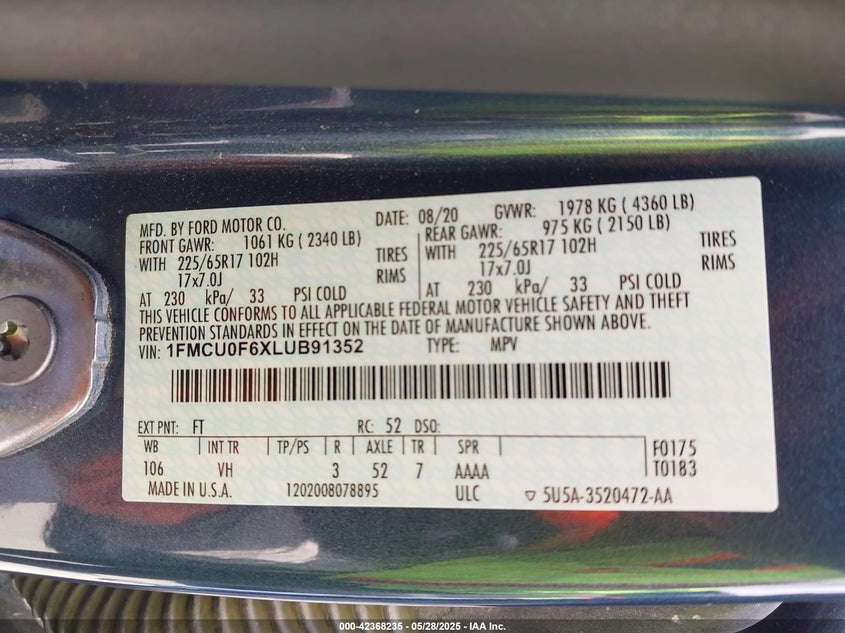 MFD. BY FORD MOTOR CO.
DATE: 08/20 GVWR: 1978 KG ( 4360 LB)
FRONT GAWR: 1061 KG ( 2340 LB)
REAR GAWR: 975 KG ( 2150 LB)
WITH 225/65R17 102H TIRES
WITH 225/65R17 102H TIRES
17x7.0J RIMS
17x7.0J RIMS
AT 230 kPa/ 33 PSI COLD
AT 230 kPa/ 33 PSI COLD
THIS VEHICLE CONFORMS TO ALL APPLICABLE FEDERAL MOTOR VEHICLE SAFETY AND THEFT
PREVENTION STANDARDS IN EFFECT ON THE DATE OF MANUFACTURE SHOWN ABOVE.
VIN: 1FMCU0F6XLUB91352 TYPE: MPV
EXT PNT: FT RC: 52 DSO:
WB INT TR TP/PS R AXLE TR SPR F0175
106 VH 3 52 7 AAAA T0183
MADE IN U.S.A. 1202008078895 ULC ▽ 5U5A-3520472-AA
000-42368235 - 05/28/2025 - IAA Inc.